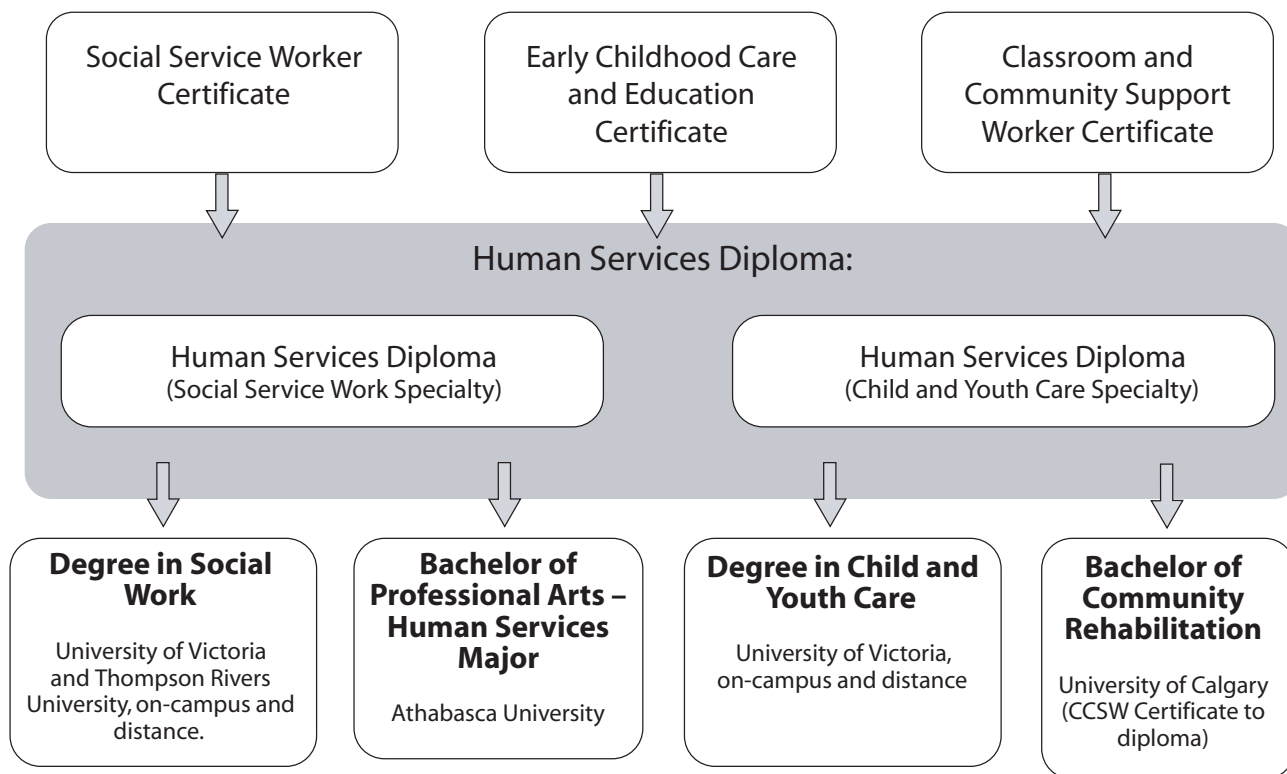 Social Service Worker
Certificate
Early Childhood Care
and Education
Certificate
Classroom and
Community Support
Worker Certificate
Human Services Diploma:
Human Services Diploma
(Social Service Work Specialty)
Human Services Diploma
(Child and Youth Care Specialty)
Degree in Social
Work
University of Victoria
and Thompson Rivers
University, on-campus and
distance.
Bachelor of
Professional Arts –
Human Services
Major
Athabasca University
Degree in Child and
Youth Care
University of Victoria,
on-campus and distance
Bachelor of
Community
Rehabilitation
University of Calgary
(CCSW Certificate to
diploma)